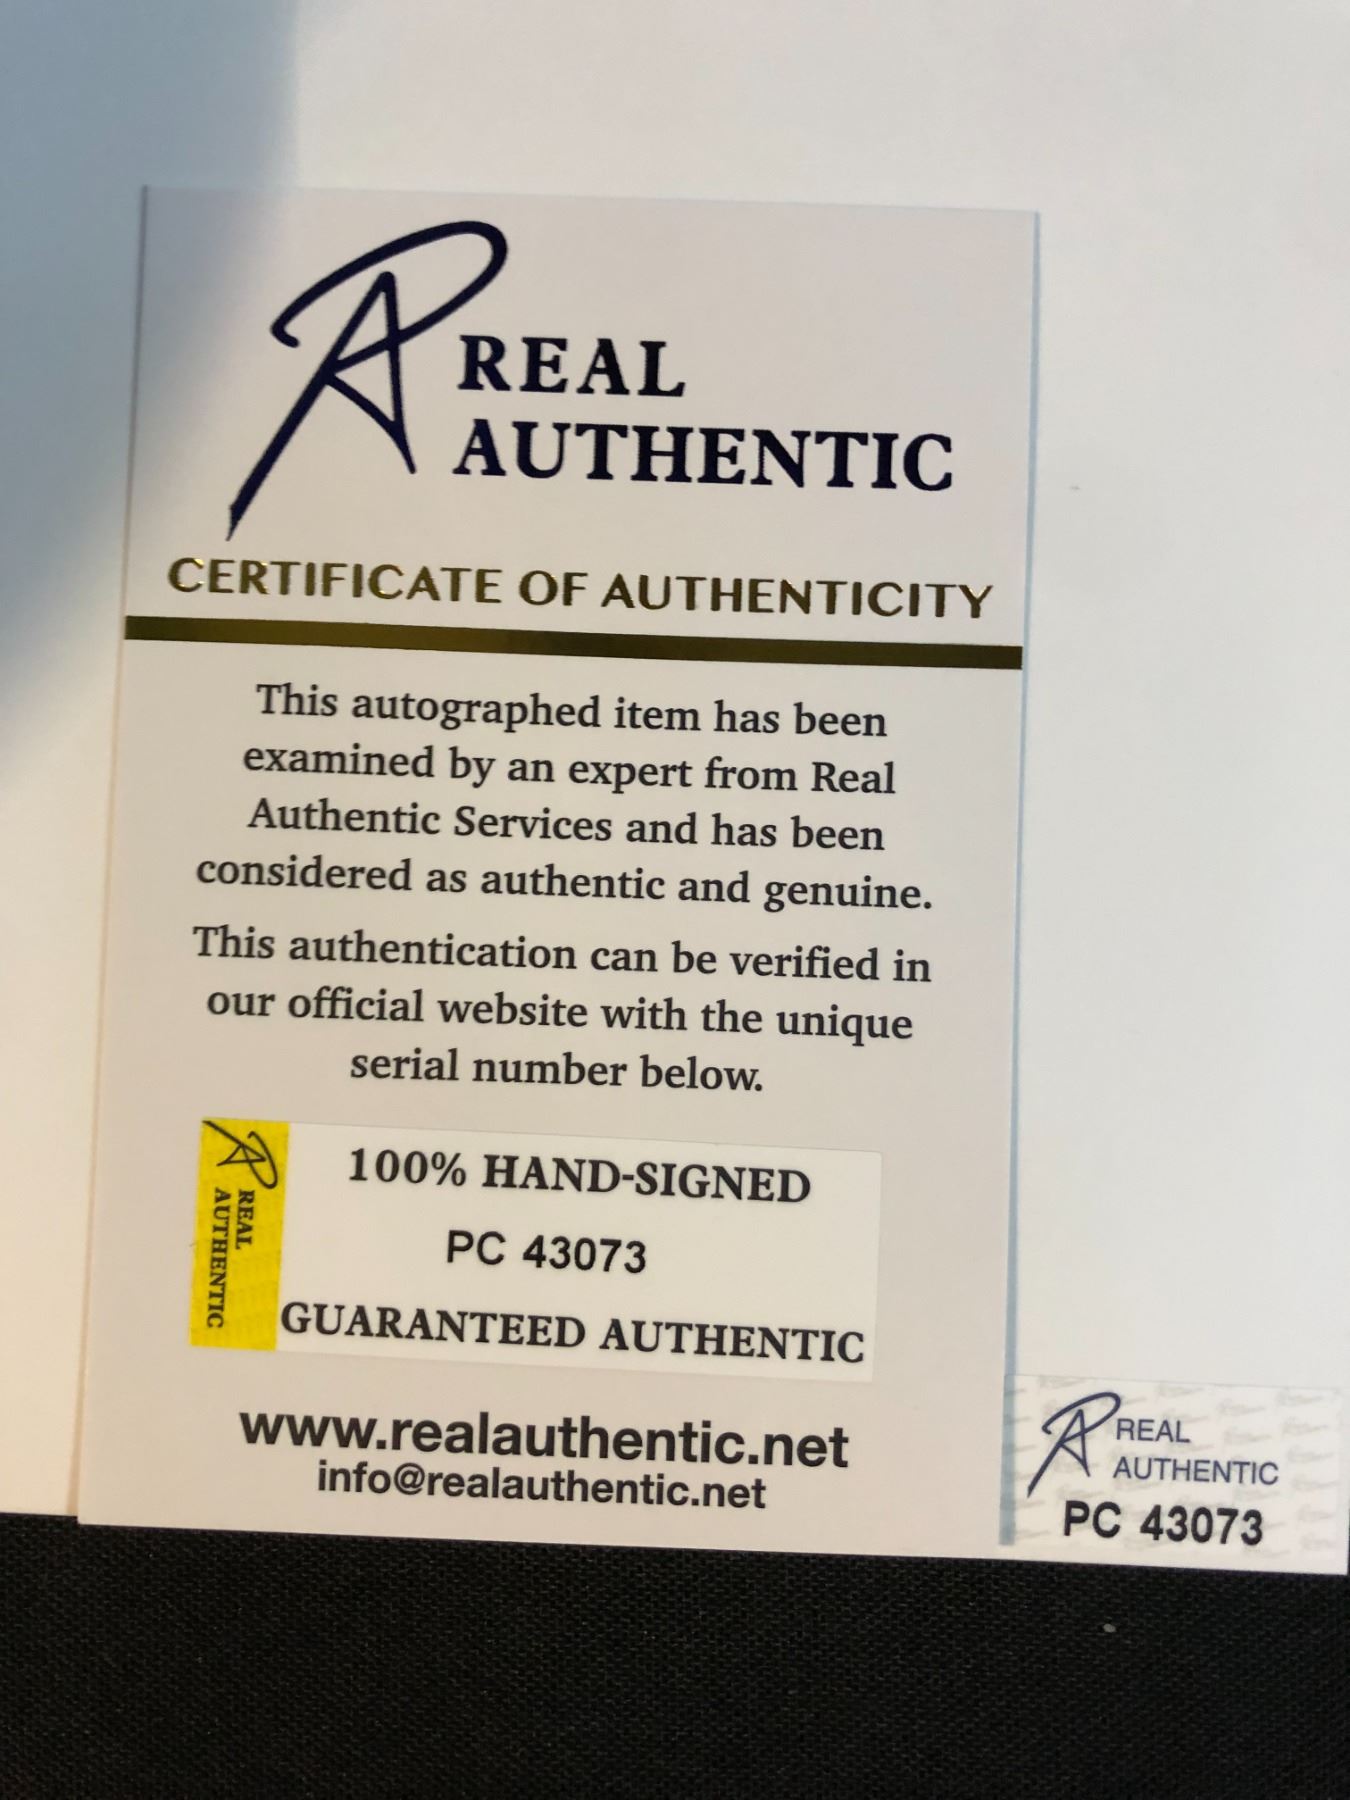 REAL
AUTHENTIC
CERTIFICATE OF AUTHENTICITY
This autographed item has been
examined by an expert from Real
Authentic Services and has been
considered as authentic and genuine.
This authentication can be verified in
our official website with the unique
serial number below.
REAL
AUTHENTIC
100% HAND-SIGNED
PC 43073
GUARANTEED AUTHENTIC
www.realauthentic.net
info@realauthentic.net
REAL
AUTHENTIC
PC 43073